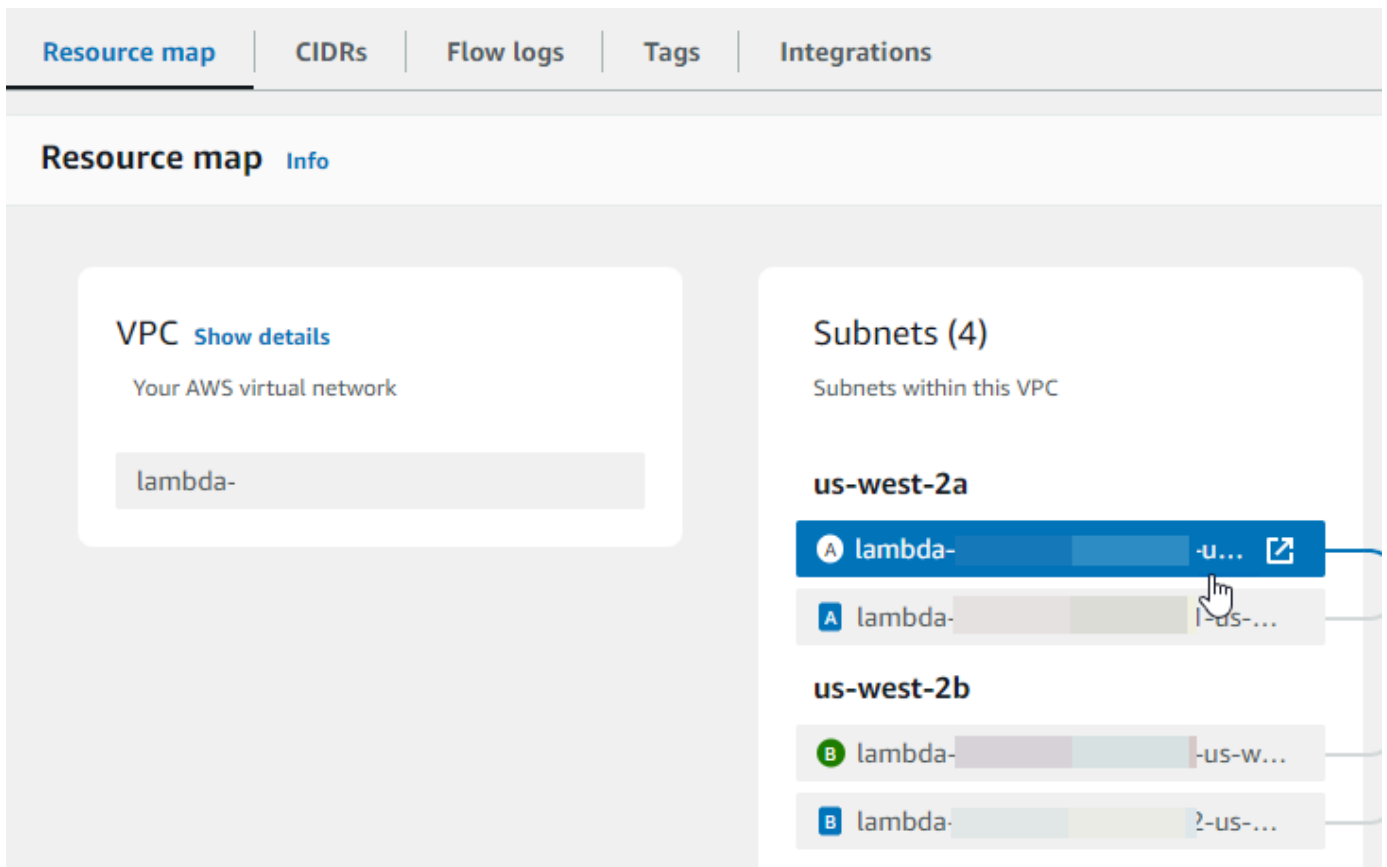 Resource map CIDRs Flow logs Tags Integrations
Resource map Info
VPC Show details
Your AWS virtual network
lambda-
Subnets (4)
Subnets within this VPC
us-west-2a
A lambda- -u...
A lambda- 1-us-...
us-west-2b
B lambda- -us-w...
B lambda- 2-us-...